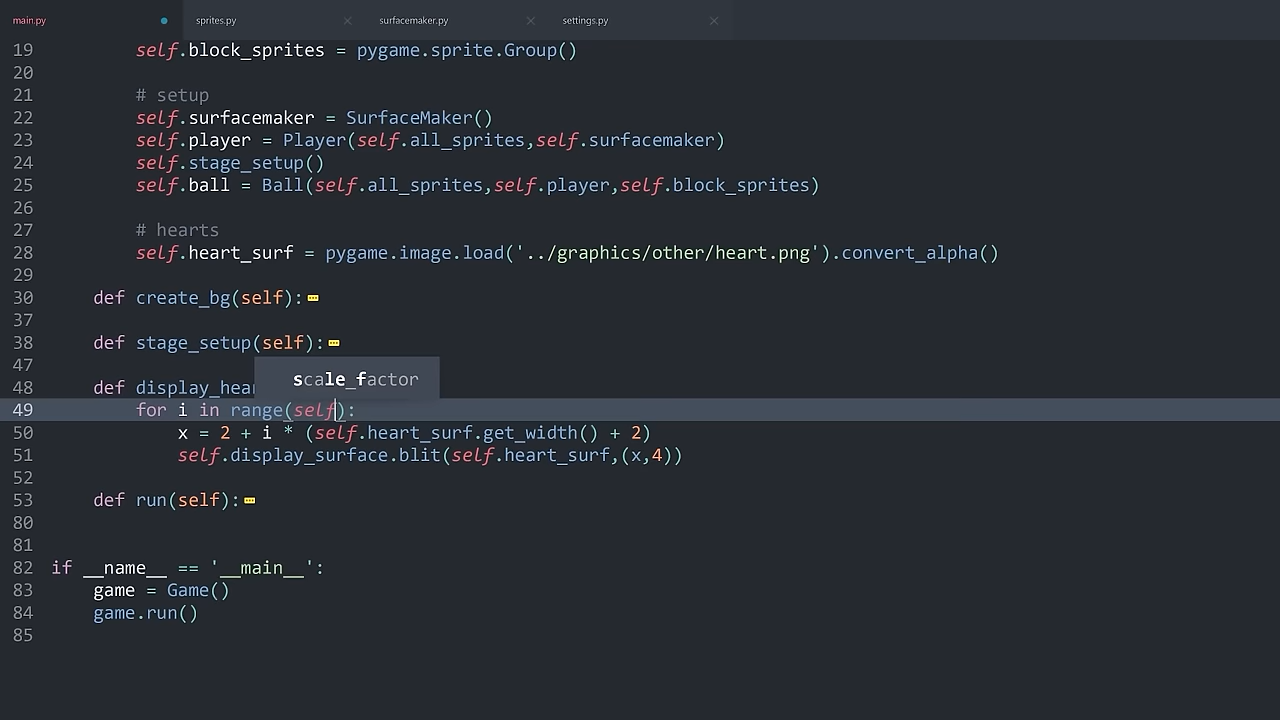 main.py sprites.py surfacemaker.py settings.py
19 self.block_sprites = pygame.sprite.Group()
20
21 # setup
22 self.surfacemaker = SurfaceMaker()
23 self.player = Player(self.all_sprites,self.surfacemaker)
24 self.stage_setup()
25 self.ball = Ball(self.all_sprites,self.player,self.block_sprites)
26
27 # hearts
28 self.heart_surf = pygame.image.load('../graphics/other/heart.png').convert_alpha()
29
30 def create_bg(self):
37
38 def stage_setup(self):
47
scale_factor
48 def display_hear
49 for i in range(self):
50 x = 2 + i * (self.heart_surf.get_width() + 2)
51 self.display_surface.blit(self.heart_surf,(x,4))
52
53 def run(self):
80
81
82 if __name__ == '__main__':
83 game = Game()
84 game.run()
85